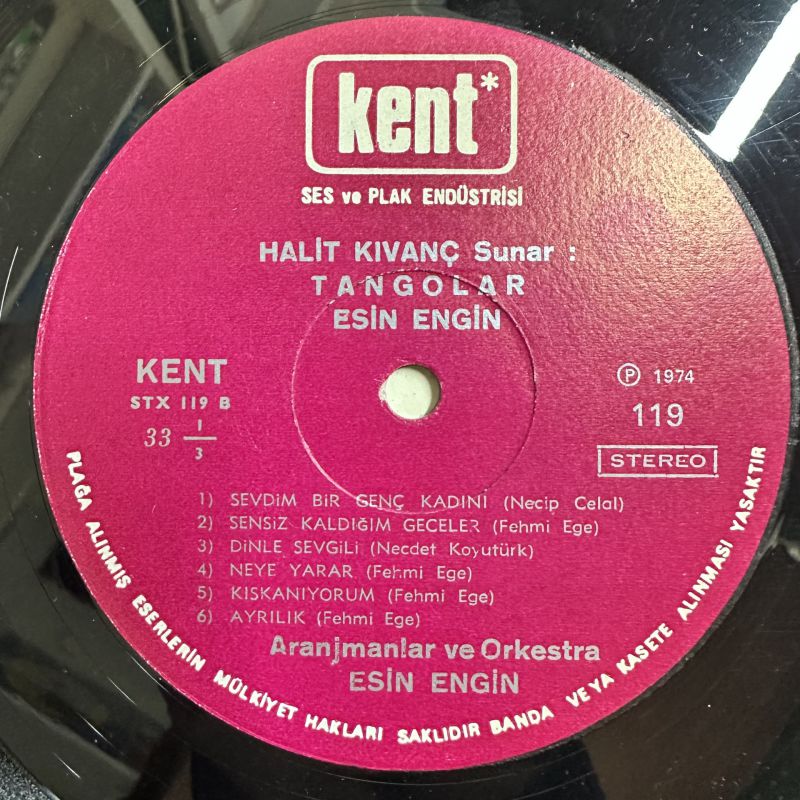 kent*
SES ve PLAK ENDÜSTRİSİ
HALİT KIVANÇ Sunar :
TANGOLAR
ESİN ENGİN
KENT
STX 119 B
33 1/3
Ⓟ 1974
119
STEREO
1) SEVDİM BİR GENÇ KADINI (Necip Celal)
2) SENSİZ KALDIĞIM GECELER (Fehmi Ege)
3) DİNLE SEVGİLİ (Necdet Koyutürk)
4) NEYE YARAR (Fehmi Ege)
5) KISKANIYORUM (Fehmi Ege)
6) AYRILIK (Fehmi Ege)
Aranjmanlar ve Orkestra
ESİN ENGİN
PLAĞA ALINMIŞ ESERLERİN MÜLKİYET HAKLARI SAKLIDIR BANDA VEYA KASETE ALINMASI YASAKTIR